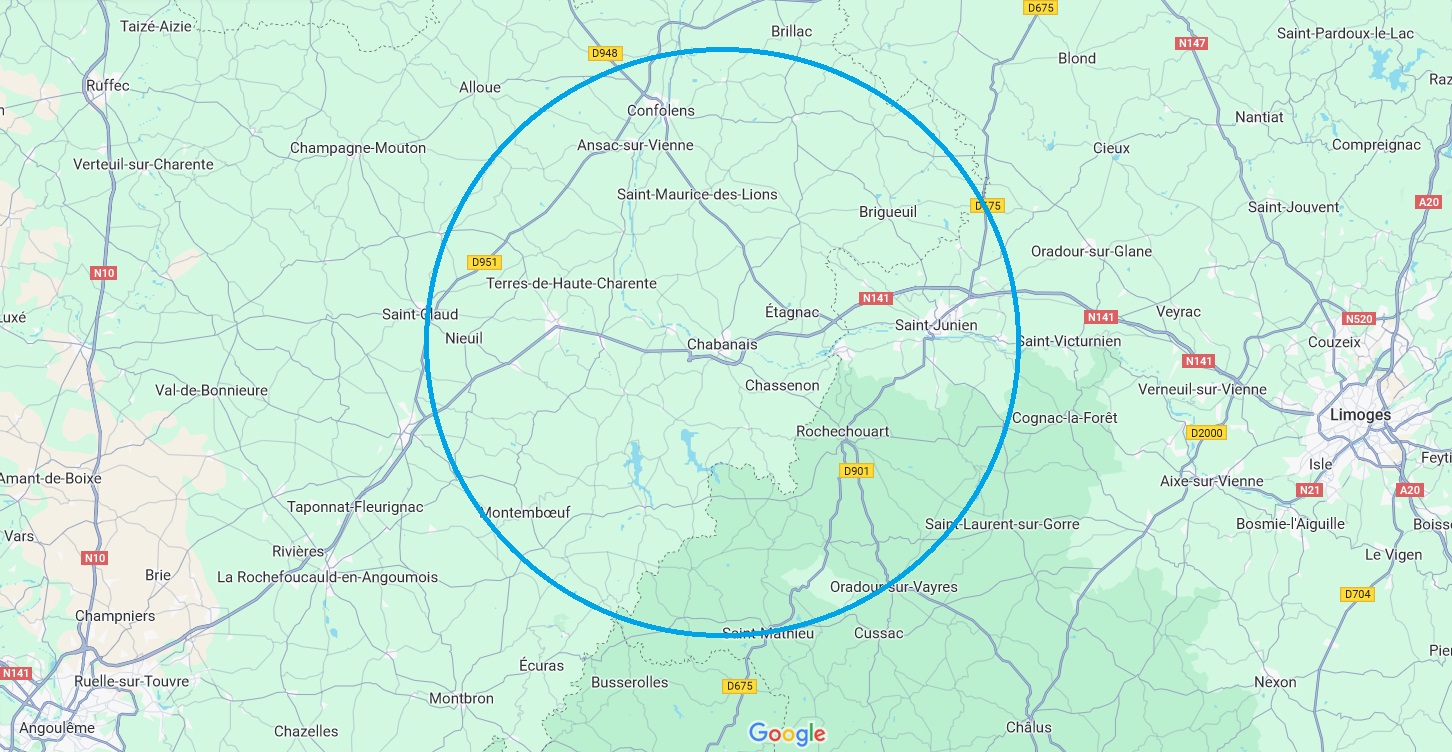 D675
Taizé-Aizie
Brillac
Saint-Pardoux-le-Lac
N147
D948
Blond
Ruffec
Alloue
Confolens
Nantiat
Ansac-sur-Vienne
Compreignac
Champagne-Mouton
Cieux
Verteuil-sur-Charente
Saint-Maurice-des-Lions
A20
D675
Saint-Jouvent
Brigueuil
Oradour-sur-Glane
D951
N10
Terres-de-Haute-Charente
N141
Saint-Claud
Étagnac
Veyrac
N141
N520
Saint-Junien
Nieuil
Chabanais
Saint-Victurnien
Couzeix
N141
Chassenon
Val-de-Bonnieure
Verneuil-sur-Vienne
Limoges
Cognac-la-Forêt
Rochechouart
D2000
Isle
D901
Amant-de-Boixe
Aixe-sur-Vienne
N21
A20
Taponnat-Fleurignac
Montembœuf
Saint-Laurent-sur-Gorre
Bosmie-l'Aiguille
Vars
Rivières
Le Vigen
N10
Brie
La Rochefoucauld-en-Angoumois
Oradour-sur-Vayres
D704
Champniers
Saint-Mathieu
Cussac
Écuras
N141
Ruelle-sur-Touvre
Busserolles
D675
Nexon
Montbron
Angoulême
Chazelles
Châlus
Google